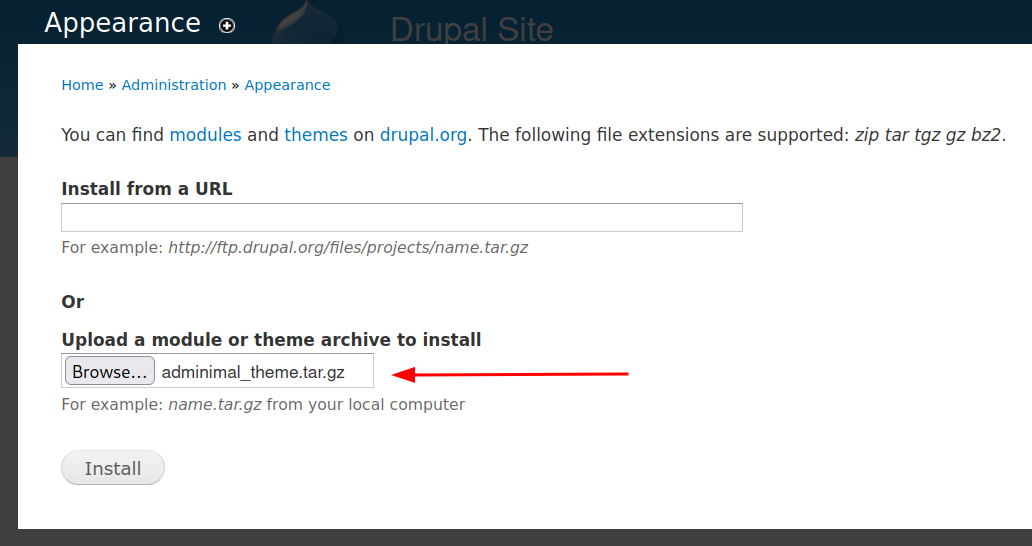 Appearance
Drupal Site
Home » Administration » Appearance
You can find modules and themes on drupal.org. The following file extensions are supported: zip tar tgz gz bz2.
Install from a URL
For example: http://ftp.drupal.org/files/projects/name.tar.gz
Or
Upload a module or theme archive to install
Browse... adminimal_theme.tar.gz
For example: name.tar.gz from your local computer
Install